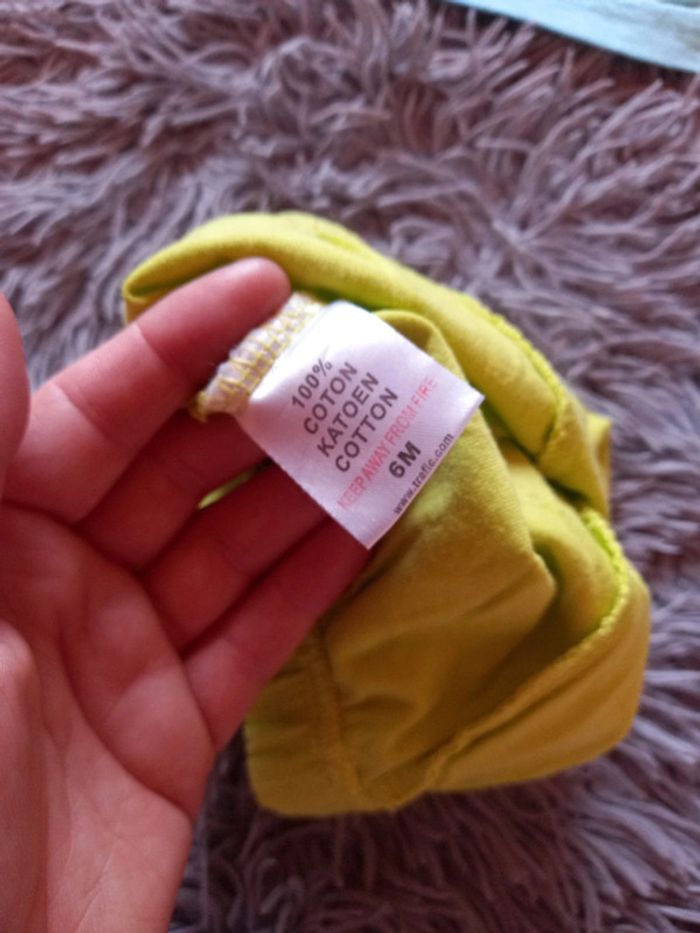 100%
COTON
KATOEN
COTTON
KEEP AWAY FROM FIRE
6M
www.trafic.com